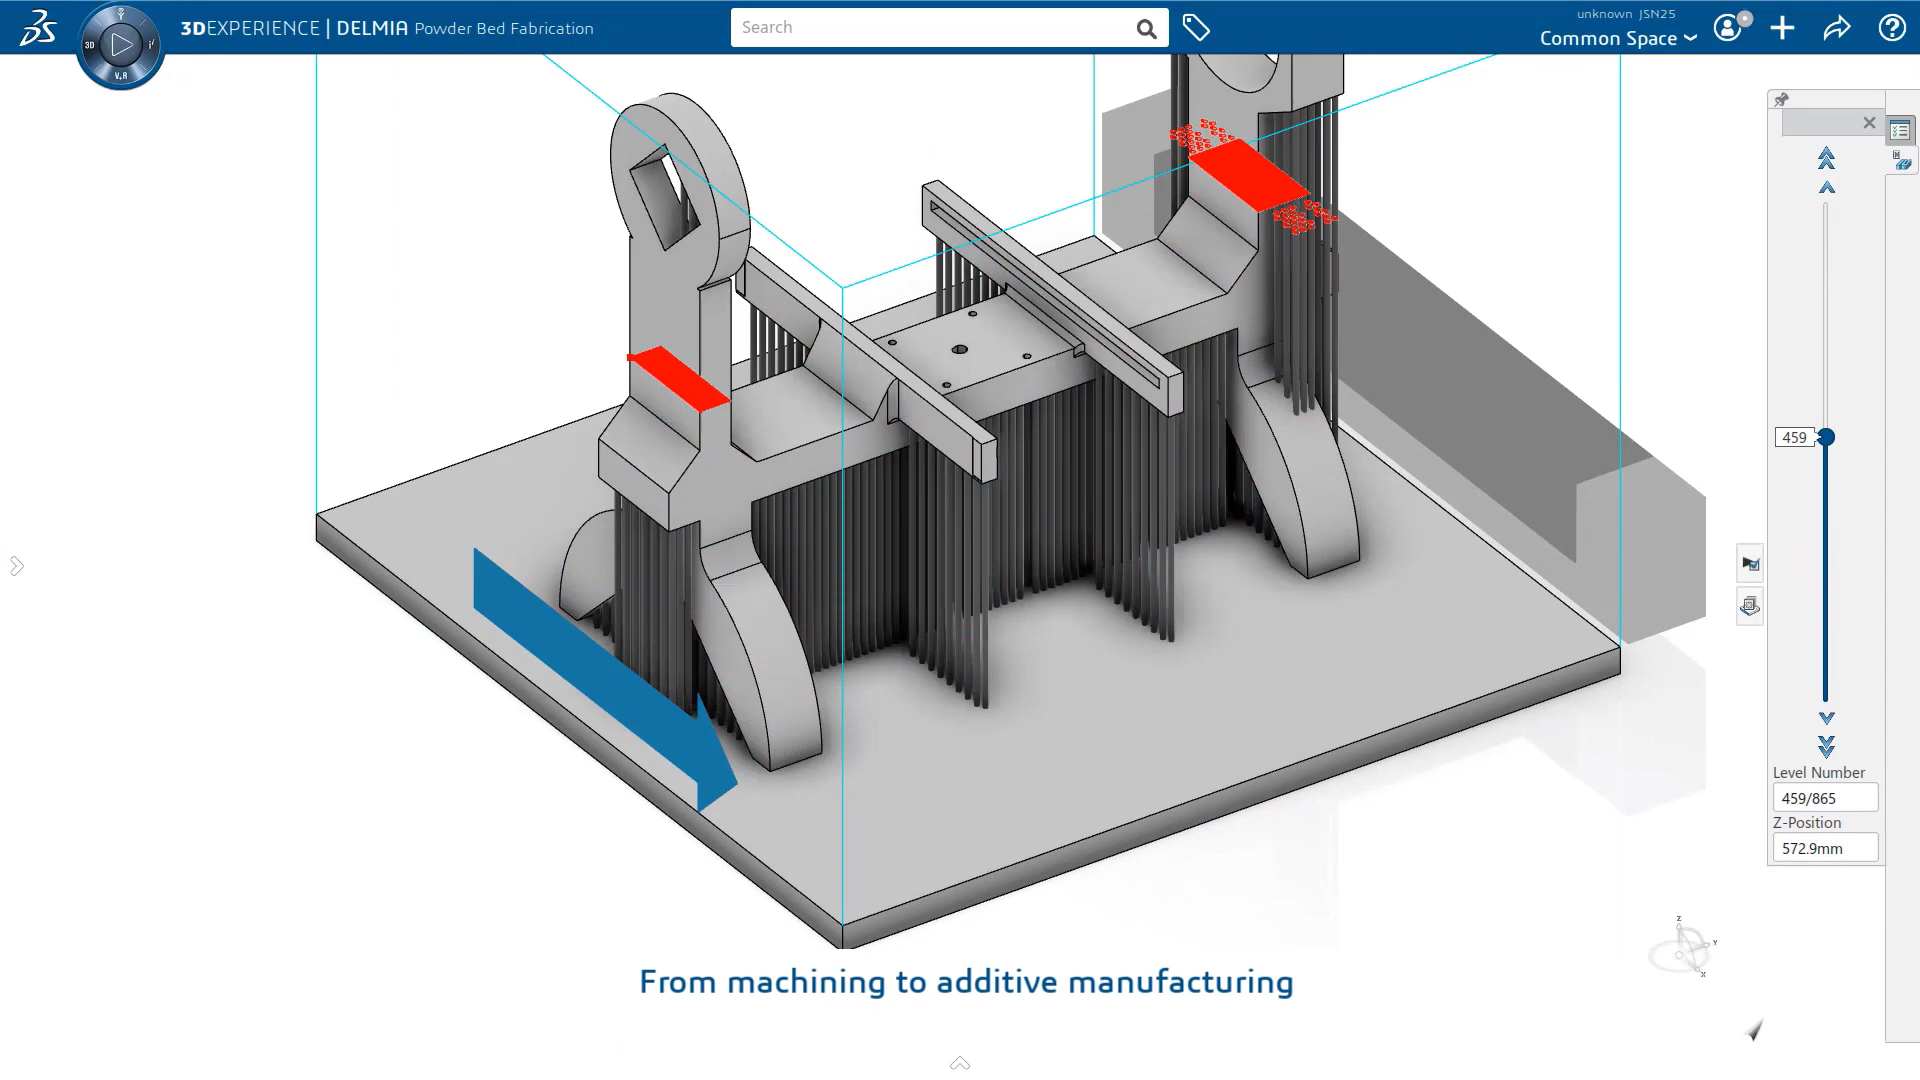 3DEXPERIENCE | DELMIA Powder Bed Fabrication
Search
unknown JSN25
Common Space
3D
V.R
459
Level Number
459/865
Z-Position
572.9mm
Z
Y
X
From machining to additive manufacturing